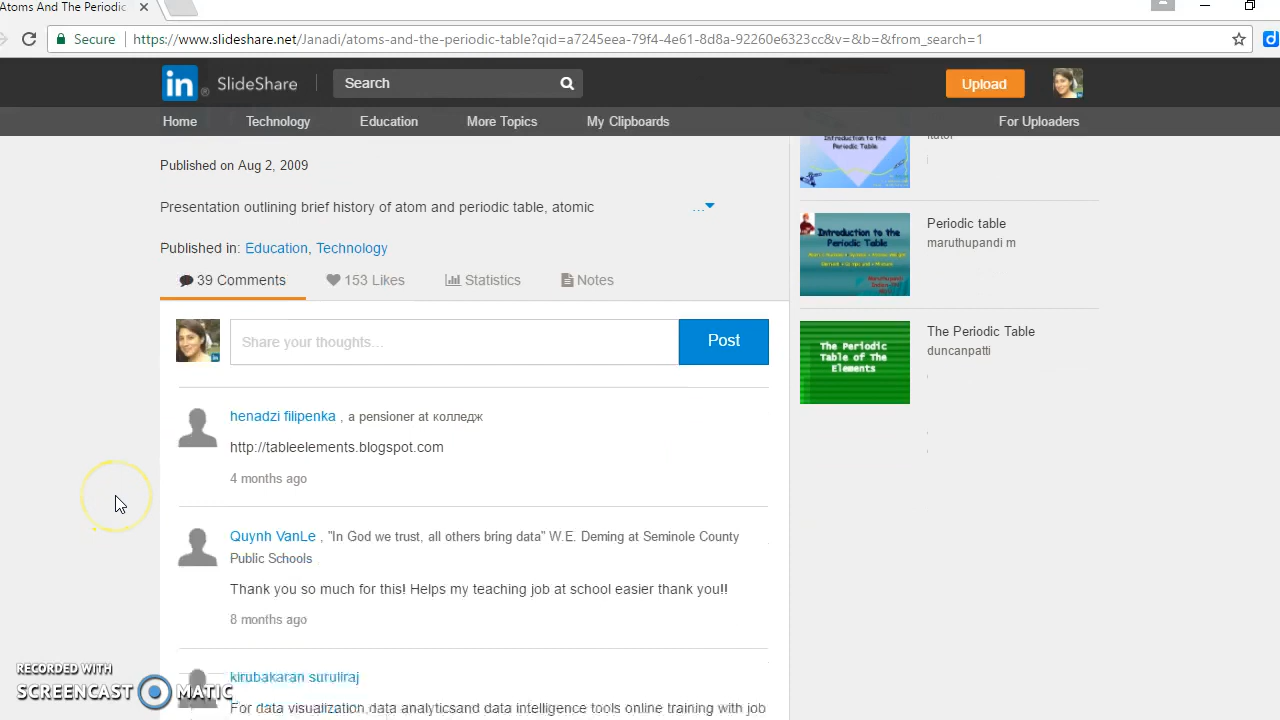 Atoms And The Periodic
Secure
https://www.slideshare.net/Janadi/atoms-and-the-periodic-table?qid=a7245eea-79f4-4e61-8d8a-92260e6323cc&v=&b=&from_search=1
in SlideShare
Search
Upload
Home Technology Education More Topics My Clipboards For Uploaders
Published on Aug 2, 2009
Presentation outlining brief history of atom and periodic table, atomic ...
Published in: Education, Technology
39 Comments 153 Likes Statistics Notes
Share your thoughts...
Post
henadzi filipenka , a pensioner at колледж
http://tableelements.blogspot.com
4 months ago
Quynh VanLe , "In God we trust, all others bring data" W.E. Deming at Seminole County
Public Schools
Thank you so much for this! Helps my teaching job at school easier thank you!!
8 months ago
kirubakaran suruliraj
For data visualization,data analyticsand data intelligence tools online training with job
Introduction to the
Periodic Table
Introduction to the
Periodic Table
Periodic table
maruthupandi m
The Periodic
Table of The
Elements
The Periodic Table
duncanpatti
RECORDED WITH
SCREENCAST MATIC